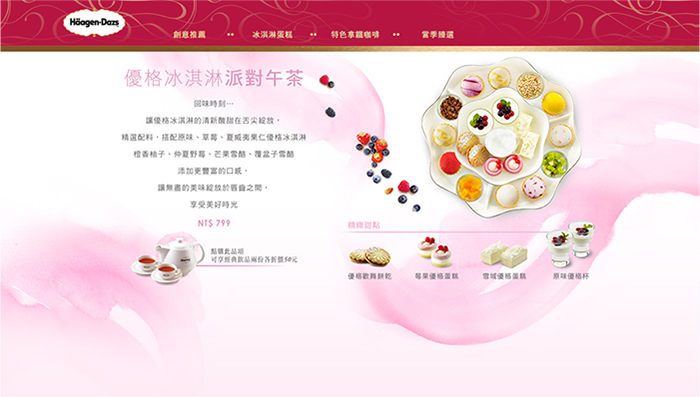 Häagen-Dazs
創意推薦 •• 冰淇淋蛋糕 •• 特色拿鐵咖啡 •• 當季臻選
優格冰淇淋派對午茶
回味時刻…
讓優格冰淇淋的清新酸甜在舌尖綻放。
精選配料，搭配原味、草莓、夏威夷果仁優格冰淇淋
橙香柚子、仲夏野莓、芒果雪酪、覆盆子雪酪
添加更豐富的口感，
讓無盡的美味綻放於唇齒之間，
享受美好時光
NT$ 799
點購此品項
可享經典飲品兩份各折價50元
精緻甜點
優格歡舞餅乾
莓果優格蛋糕
雪域優格蛋糕
原味優格杯